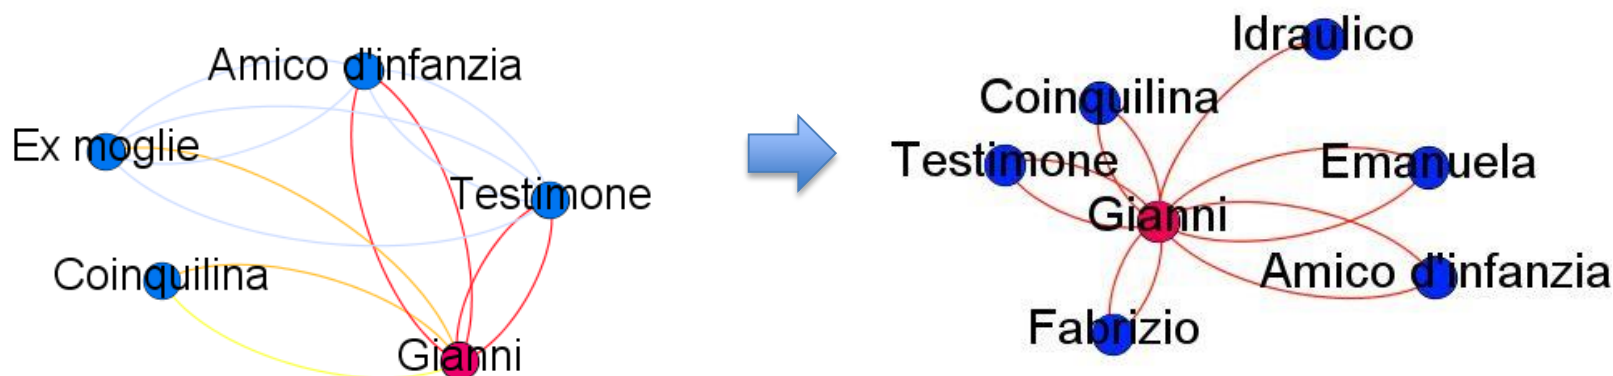 Amico d'infanzia
Ex moglie
Testimone
Coinquilina
Gianni
Idraulico
Coinquilina
Testimone
Emanuela
Gianni
Amico d'infanzia
Fabrizio